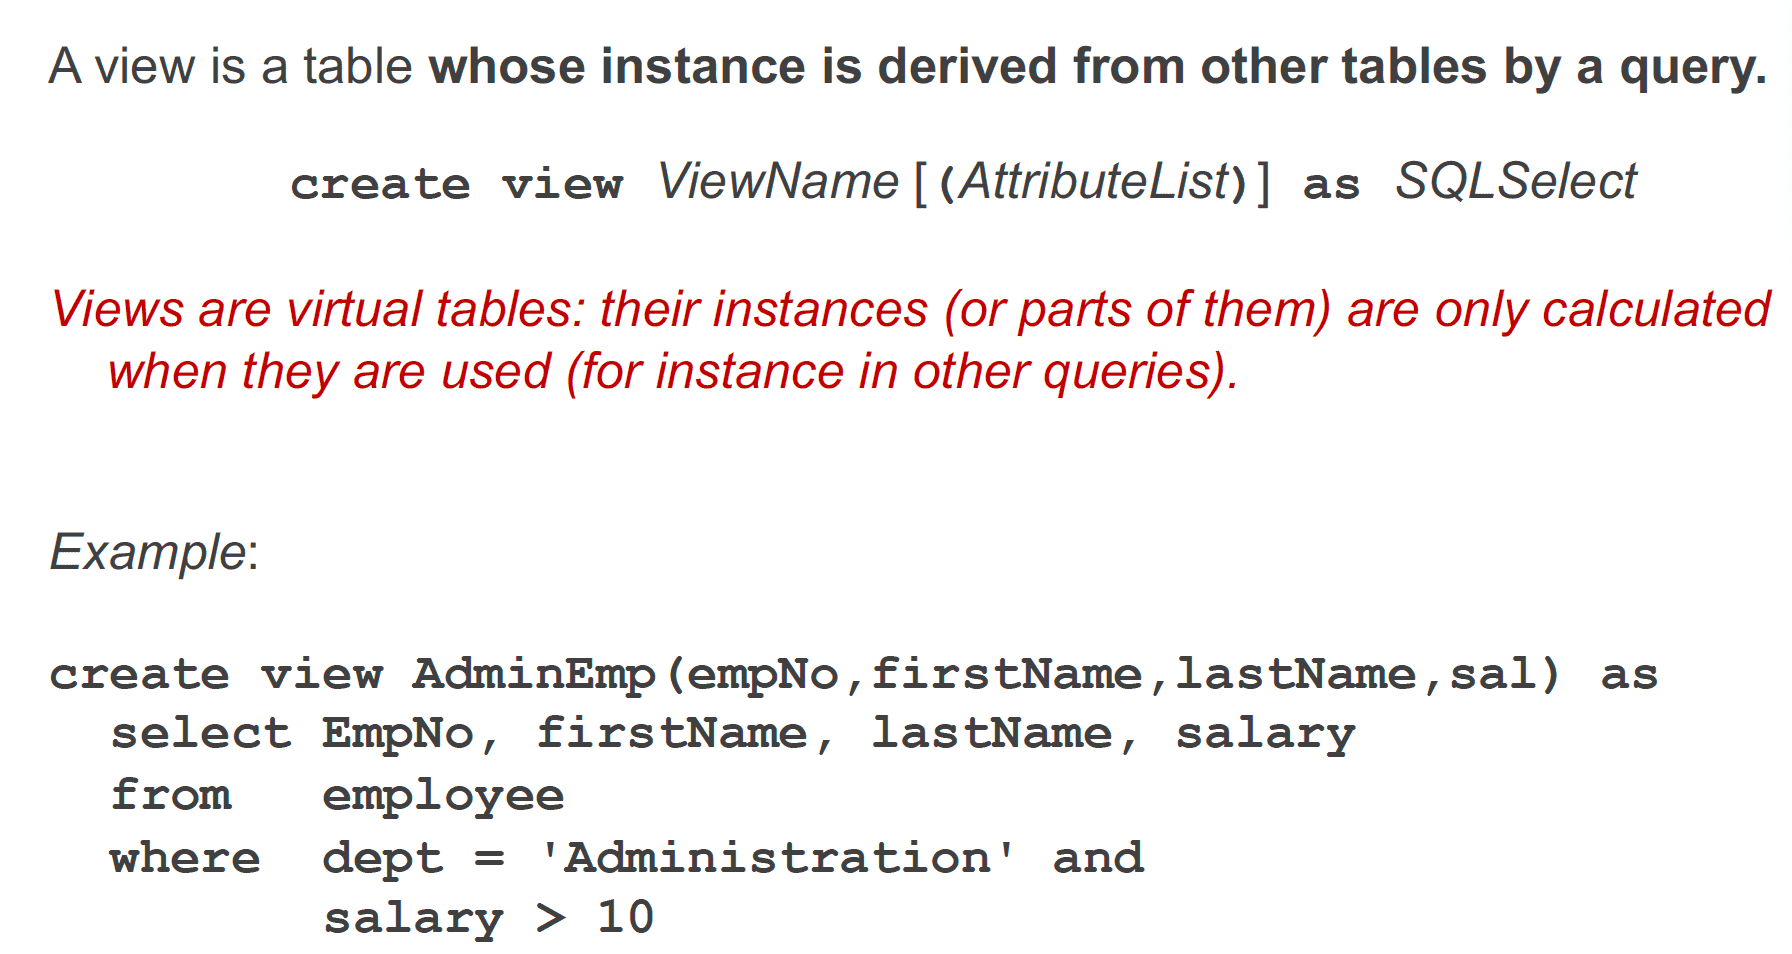 A view is a table whose instance is derived from other tables by a query.
create view ViewName [(AttributeList)] as SQLSelect
Views are virtual tables: their instances (or parts of them) are only calculated
when they are used (for instance in other queries).
Example:
create view AdminEmp(empNo,firstName,lastName,sal) as
select EmpNo, firstName, lastName, salary
from employee
where dept = 'Administration' and
salary > 10